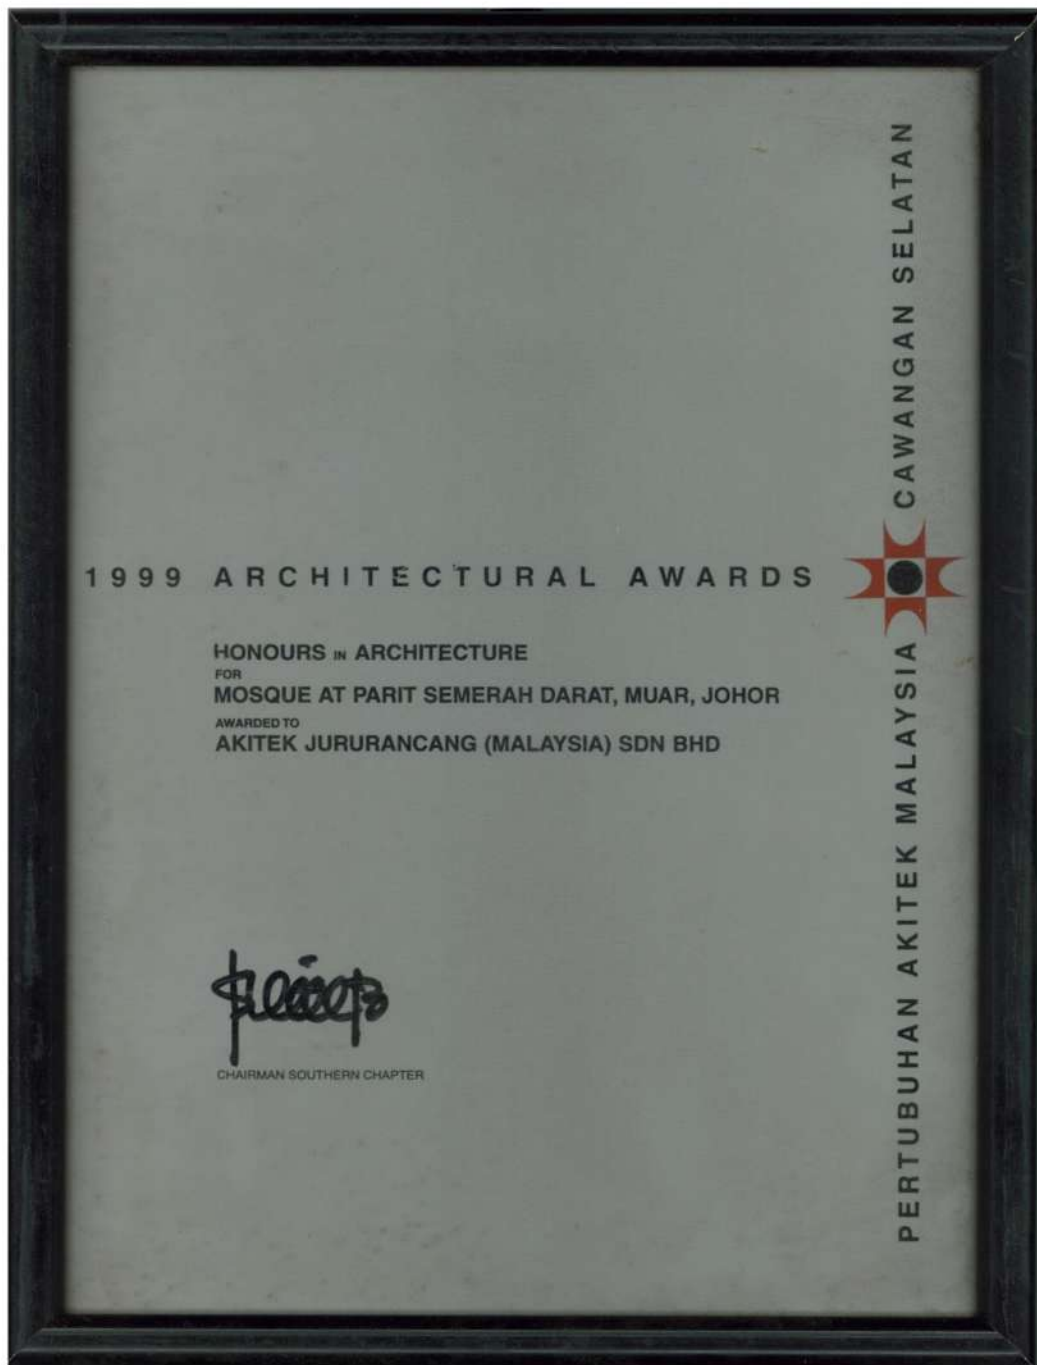 1999 ARCHITECTURAL AWARDS
HONOURS IN ARCHITECTURE
FOR
MOSQUE AT PARIT SEMERAH DARAT, MUAR, JOHOR
AWARDED TO
AKITEK JURURANCANG (MALAYSIA) SDN BHD
CHAIRMAN SOUTHERN CHAPTER
PERTUBUHAN AKITEK MALAYSIA CAWANGAN SELATAN